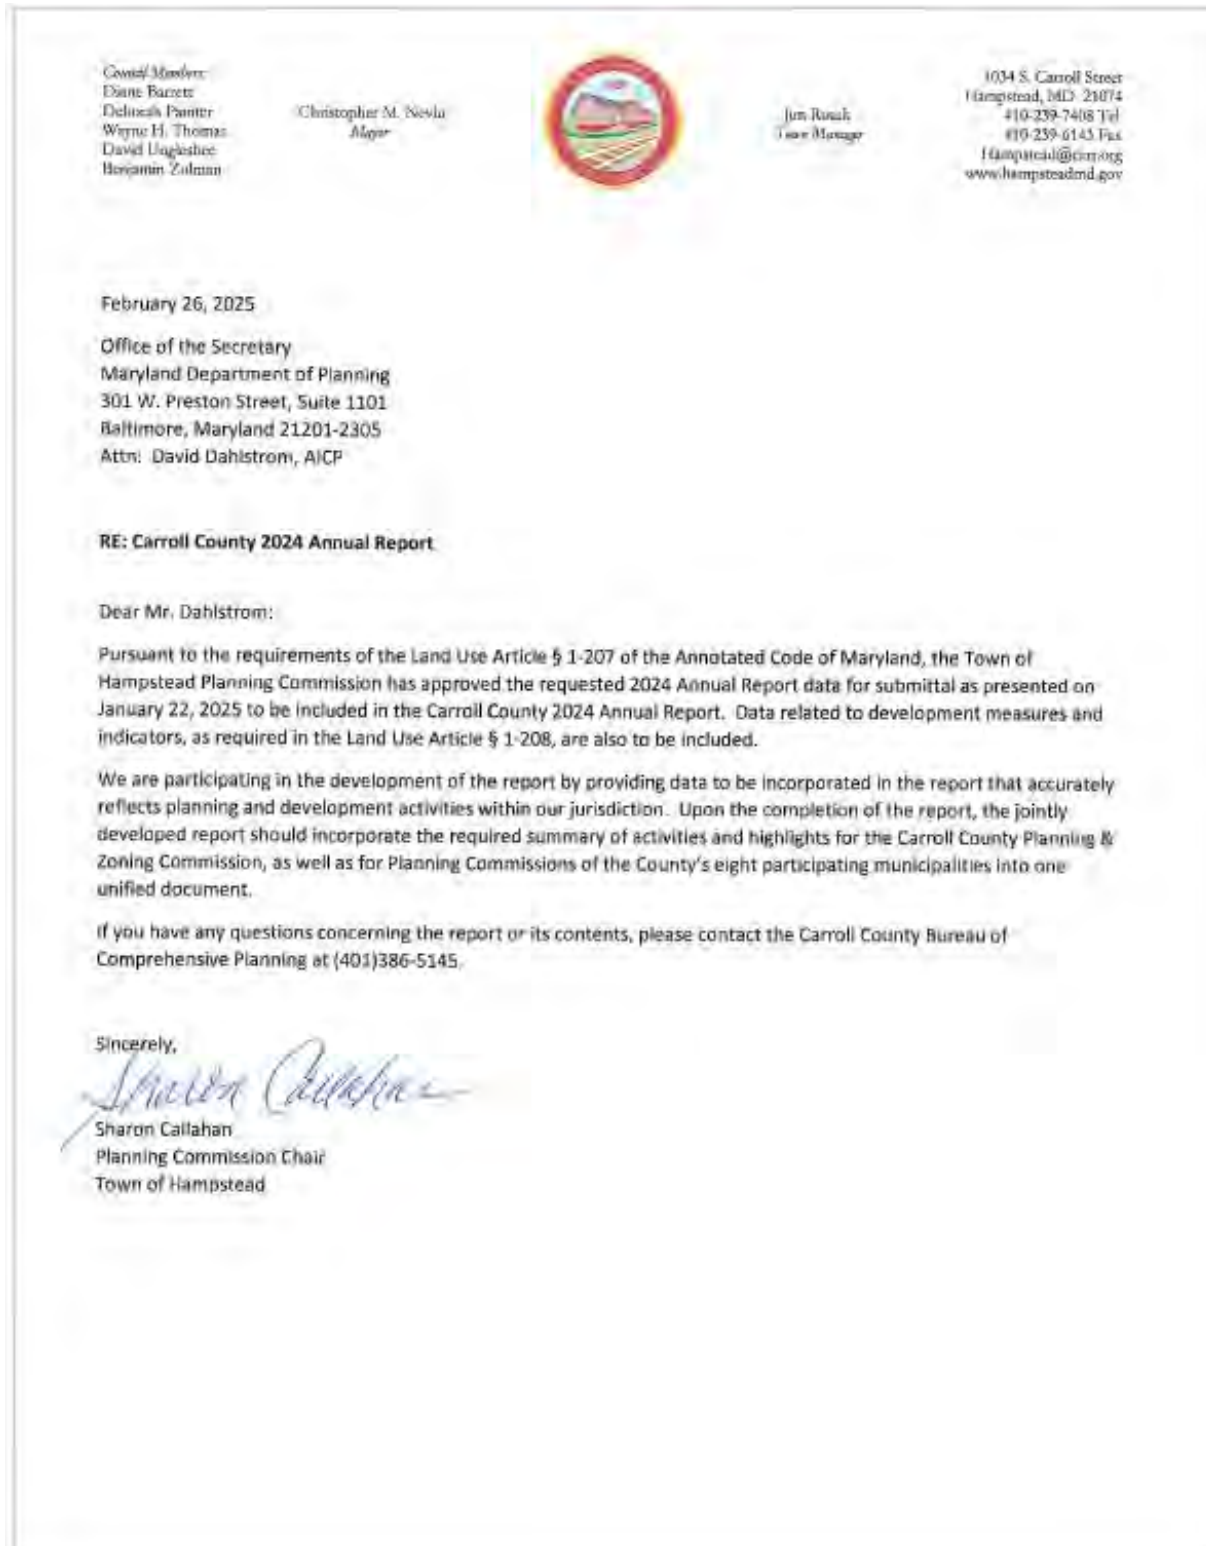 Council Members
Diane Barrett
Deborah Painter
Wayne H. Thomas
David Unglesbee
Benjamin Zolman
Christopher M. Nevin
Mayor
Jim Roark
Town Manager
1034 S. Carroll Street
Hampstead, MD 21074
410-239-7408 Tel
410-239-6143 Fax
Hampstead@carr.org
www.hampsteadmd.gov
February 26, 2025
Office of the Secretary
Maryland Department of Planning
301 W. Preston Street, Suite 1101
Baltimore, Maryland 21201-2305
Attn: David Dahlstrom, AICP
RE: Carroll County 2024 Annual Report
Dear Mr. Dahlstrom:
Pursuant to the requirements of the Land Use Article § 1-207 of the Annotated Code of Maryland, the Town of
Hampstead Planning Commission has approved the requested 2024 Annual Report data for submittal as presented on
January 22, 2025 to be included in the Carroll County 2024 Annual Report. Data related to development measures and
indicators, as required in the Land Use Article § 1-208, are also to be included.
We are participating in the development of the report by providing data to be incorporated in the report that accurately
reflects planning and development activities within our jurisdiction. Upon the completion of the report, the jointly
developed report should incorporate the required summary of activities and highlights for the Carroll County Planning &
Zoning Commission, as well as for Planning Commissions of the County's eight participating municipalities into one
unified document.
If you have any questions concerning the report or its contents, please contact the Carroll County Bureau of
Comprehensive Planning at (401)386-5145.
Sincerely,
Sharon Callahan
Sharon Callahan
Planning Commission Chair
Town of Hampstead